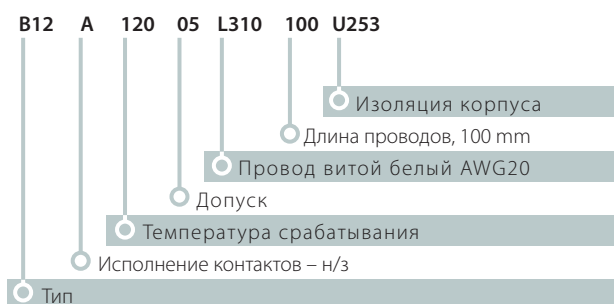 B12 A 120 05 L310 100 U253
Изоляция корпуса
Длина проводов, 100 mm
Провод витой белый AWG20
Допуск
Температура срабатывания
Исполнение контактов – н/з
Тип